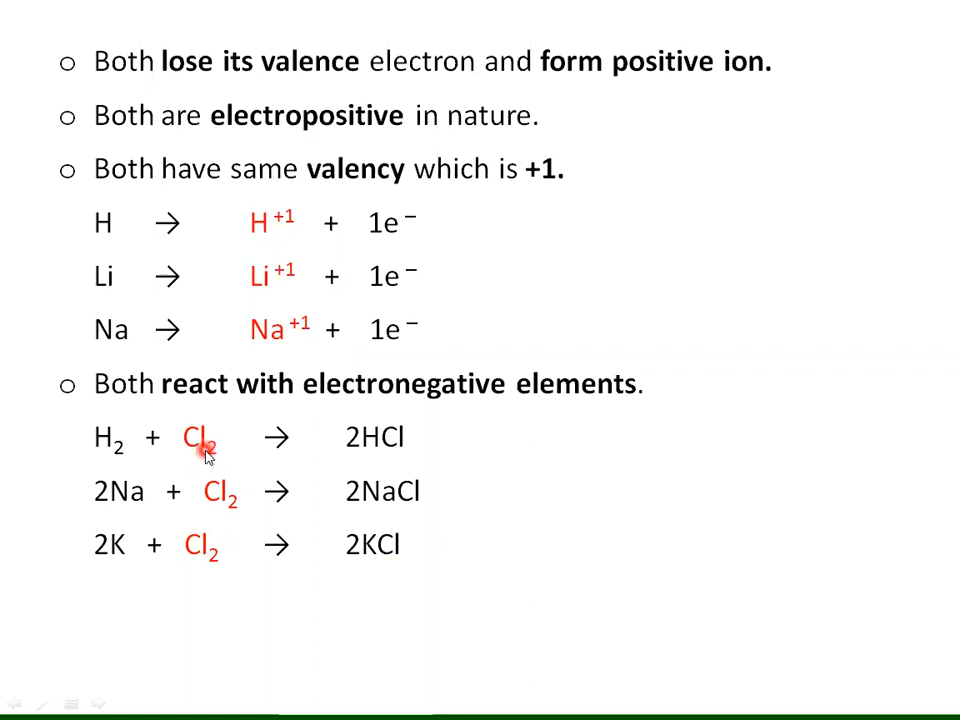 ○ Both lose its valence electron and form positive ion.
○ Both are electropositive in nature.
○ Both have same valency which is +1.
H → H⁺¹ + 1e⁻
Li → Li⁺¹ + 1e⁻
Na → Na⁺¹ + 1e⁻
○ Both react with electronegative elements.
H₂ + Cl₂ → 2HCl
2Na + Cl₂ → 2NaCl
2K + Cl₂ → 2KCl